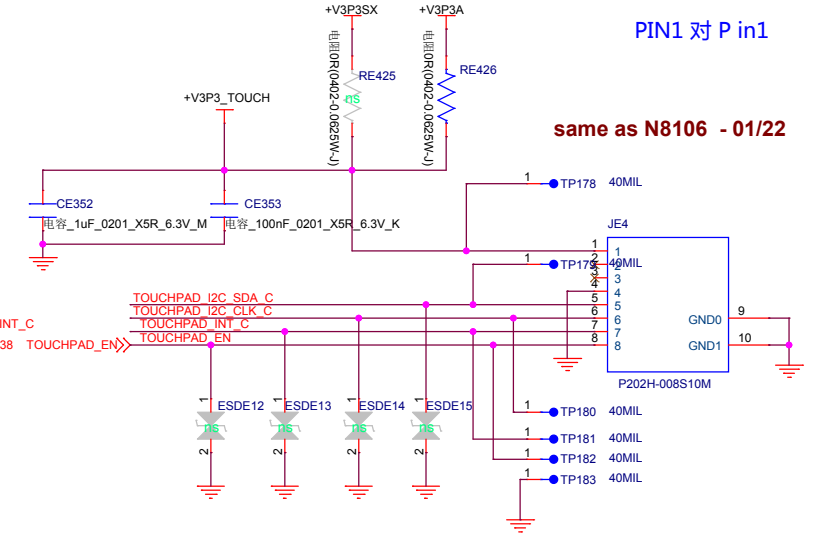 +V3P3SX
+V3P3A
PIN1 对 P in1
电阻0R(0402-0.0625W-J)
RE425
ns
电阻0R(0402-0.0625W-J)
RE426
+V3P3_TOUCH
same as N8106 - 01/22
1
TP178
40MIL
CE352
电容_1uF_0201_X5R_6.3V_M
CE353
电容_100nF_0201_X5R_6.3V_K
JE4
1
TP179
40MIL
1
2
3
4
5
6
7
8
1
2
3
4
5
6
7
8
GND0
9
GND1
10
P202H-008S10M
TOUCHPAD_I2C_SDA_C
TOUCHPAD_I2C_CLK_C
INT_C
TOUCHPAD_INT_C
38
TOUCHPAD_EN
TOUCHPAD_EN
1
ESDE12
ns
2
1
ESDE13
ns
2
1
ESDE14
ns
2
1
ESDE15
ns
2
1
TP180
40MIL
1
TP181
40MIL
1
TP182
40MIL
1
TP183
40MIL